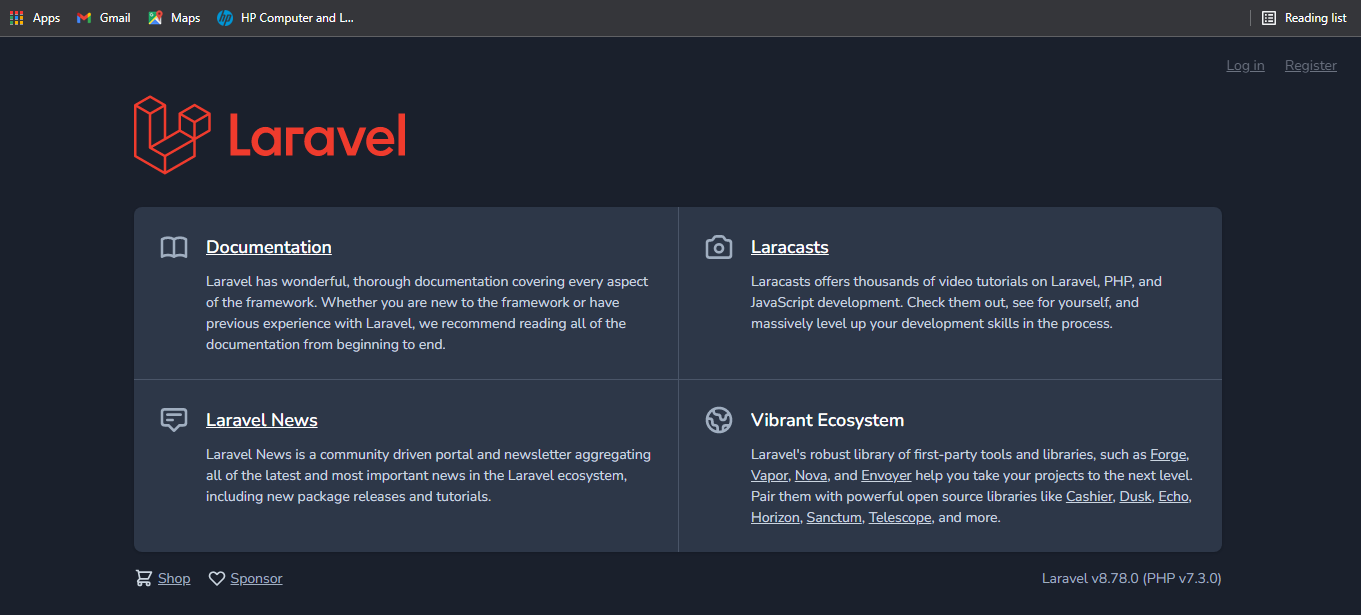 Apps Gmail Maps HP Computer and L... Reading list
Log in Register
Laravel
Documentation
Laravel has wonderful, thorough documentation covering every aspect
of the framework. Whether you are new to the framework or have
previous experience with Laravel, we recommend reading all of the
documentation from beginning to end.
Laracasts
Laracasts offers thousands of video tutorials on Laravel, PHP, and
JavaScript development. Check them out, see for yourself, and
massively level up your development skills in the process.
Laravel News
Laravel News is a community driven portal and newsletter aggregating
all of the latest and most important news in the Laravel ecosystem,
including new package releases and tutorials.
Vibrant Ecosystem
Laravel's robust library of first-party tools and libraries, such as Forge,
Vapor, Nova, and Envoyer help you take your projects to the next level.
Pair them with powerful open source libraries like Cashier, Dusk, Echo,
Horizon, Sanctum, Telescope, and more.
Shop Sponsor Laravel v8.78.0 (PHP v7.3.0)